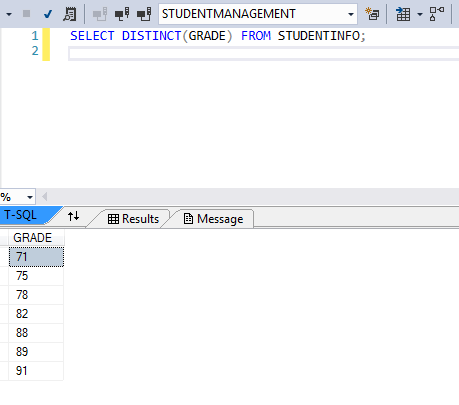 STUDENTMANAGEMENT
1 SELECT DISTINCT(GRADE) FROM STUDENTINFO;
2
%
T-SQL Results Message
GRADE
71
75
78
82
88
89
91